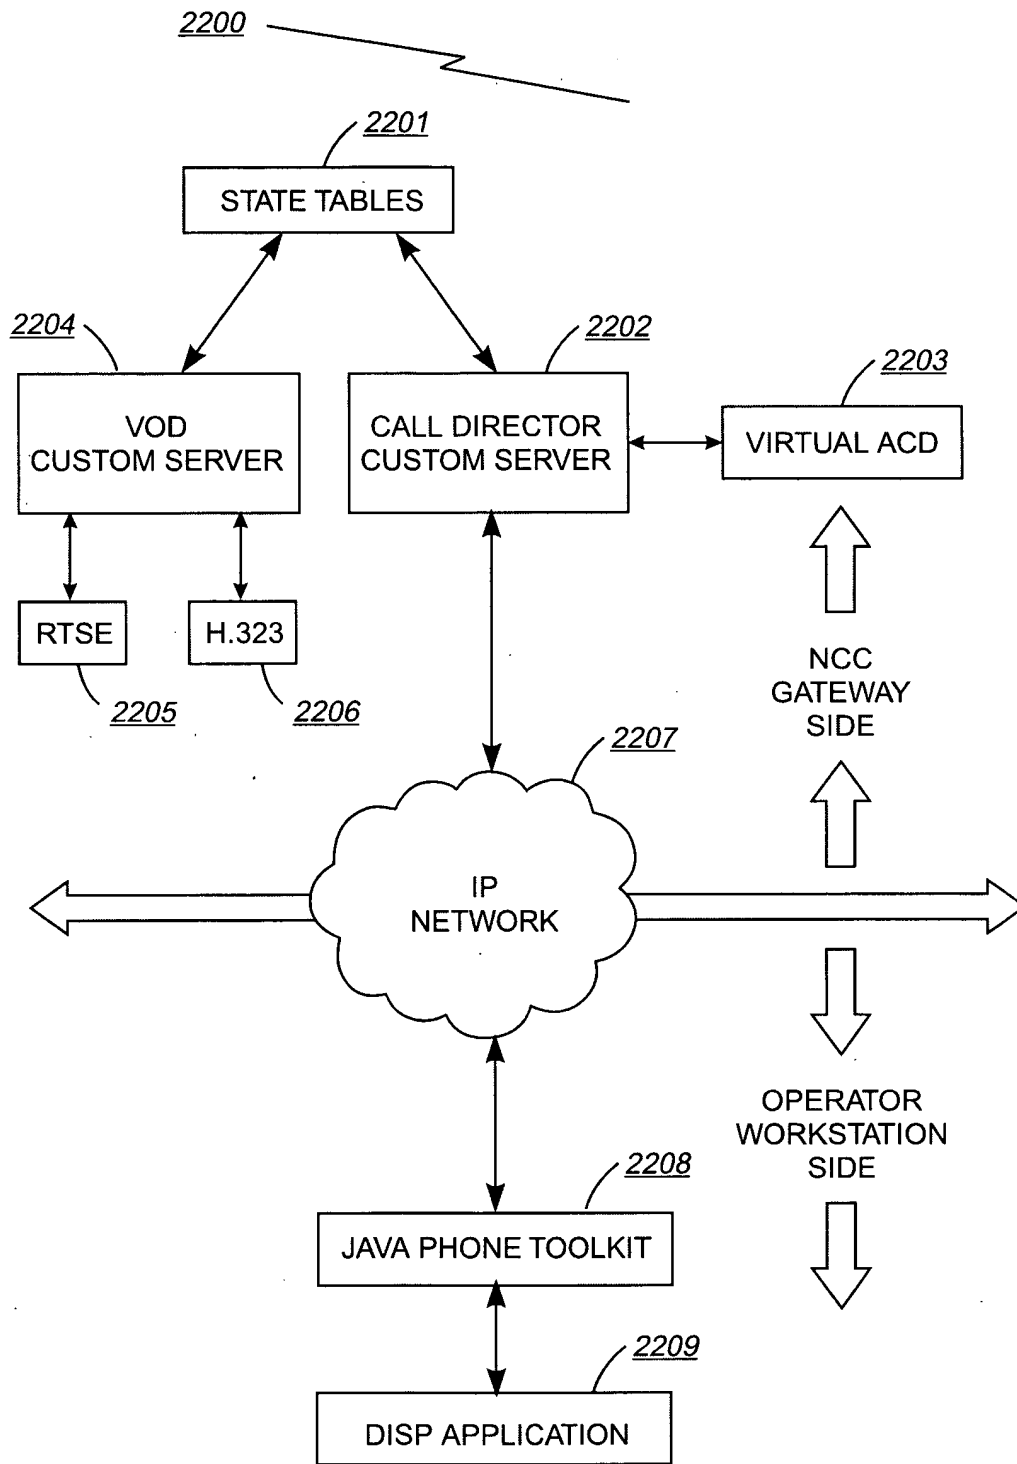 2200
2201
STATE TABLES
2204
2202
2203
VOD
CUSTOM SERVER
CALL DIRECTOR
CUSTOM SERVER
VIRTUAL ACD
RTSE
H.323
2205
2206
NCC
GATEWAY
SIDE
2207
IP
NETWORK
OPERATOR
WORKSTATION
SIDE
2208
JAVA PHONE TOOLKIT
2209
DISP APPLICATION